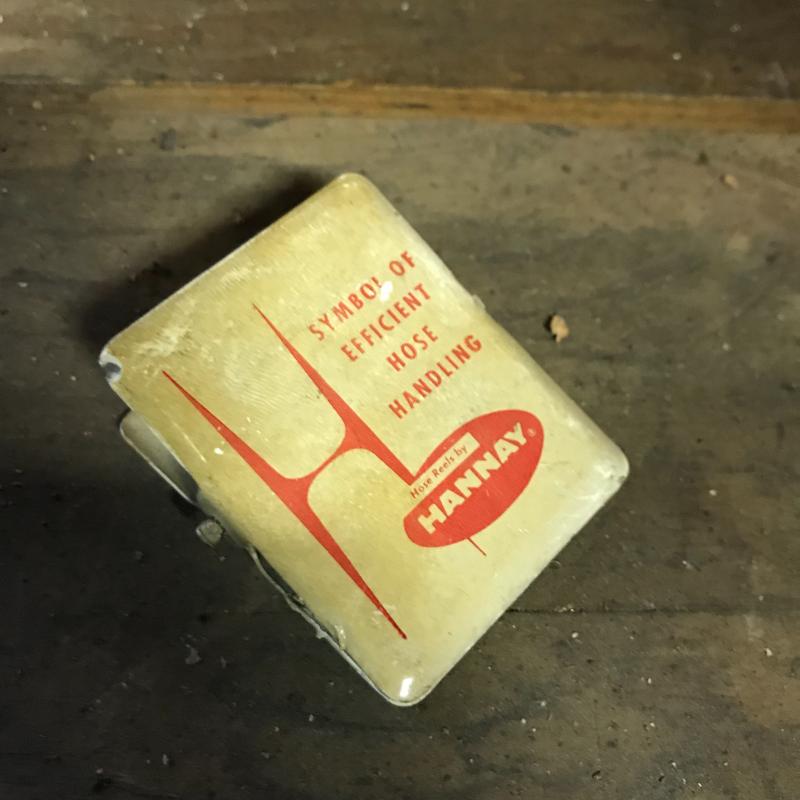 SYMBOL OF
EFFICIENT
HOSE
HANDLING
Hose Reels by
HANNAY®